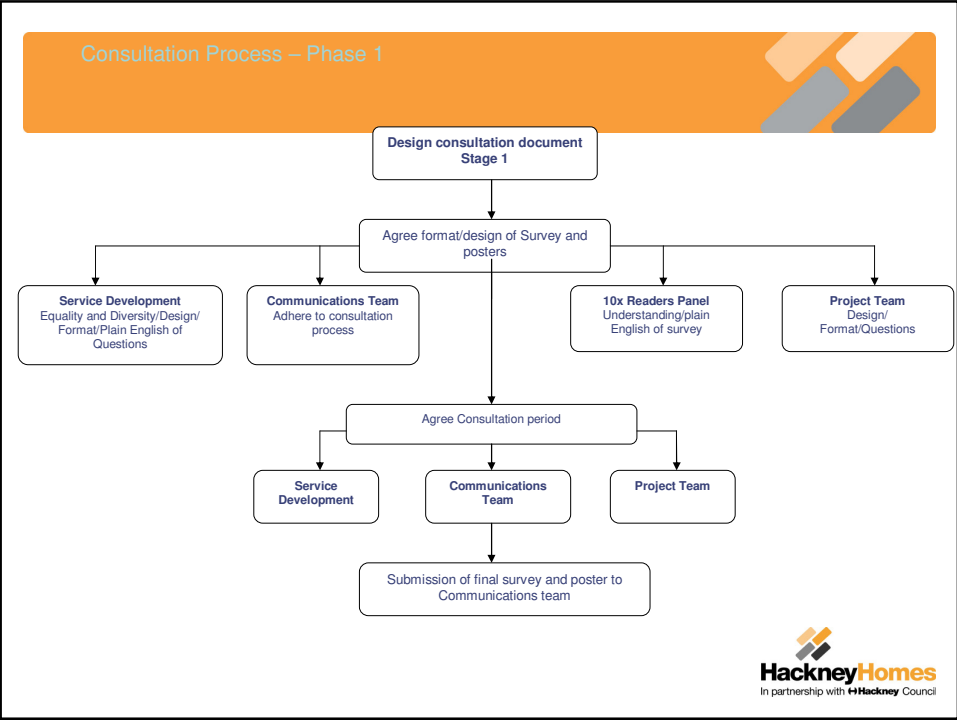 Consultation Process – Phase 1
Design consultation document
Stage 1
Agree format/design of Survey and
posters
Service Development
Equality and Diversity/Design/
Format/Plain English of
Questions
Communications Team
Adhere to consultation
process
10x Readers Panel
Understanding/plain
English of survey
Project Team
Design/
Format/Questions
Agree Consultation period
Service
Development
Communications
Team
Project Team
Submission of final survey and poster to
Communications team
HackneyHomes
In partnership with Hackney Council